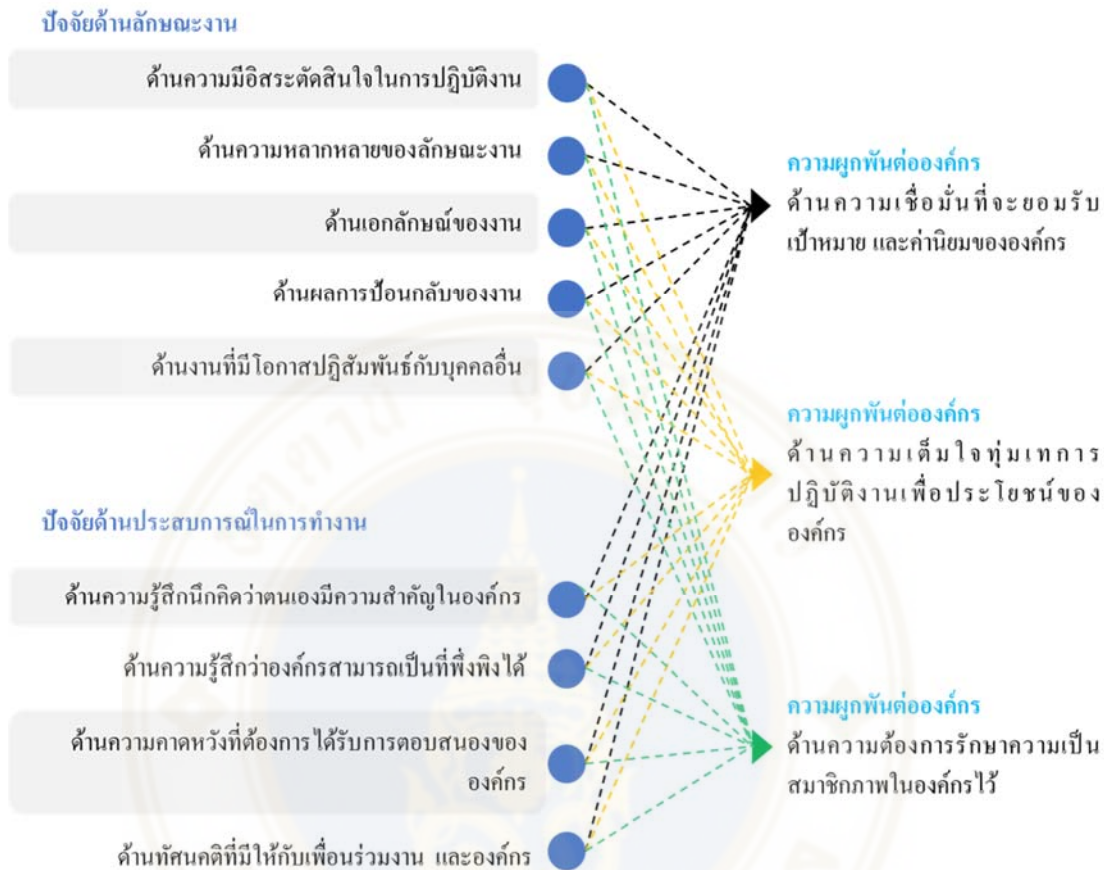 ปัจจัยด้านลักษณะงาน
ด้านความมีอิสระตัดสินใจในการปฏิบัติงาน
ด้านความหลากหลายของลักษณะงาน
ด้านเอกลักษณ์ของงาน
ด้านผลการป้อนกลับของงาน
ด้านงานที่มีโอกาสปฏิสัมพันธ์กับบุคคลอื่น
ปัจจัยด้านประสบการณ์ในการทำงาน
ด้านความรู้สึกนึกคิดว่าตนเองมีความสำคัญในองค์กร
ด้านความรู้สึกว่าองค์กรสามารถเป็นที่พึ่งพิงได้
ด้านความคาดหวังที่ต้องการได้รับการตอบสนองของ
องค์กร
ด้านทัศนคติที่มีให้กับเพื่อนร่วมงาน และองค์กร
ความผูกพันต่อองค์กร
ด้านความเชื่อมั่นที่จะยอมรับ
เป้าหมาย และค่านิยมขององค์กร
ความผูกพันต่อองค์กร
ด้านความเต็มใจทุ่มเทการ
ปฏิบัติงานเพื่อประโยชน์ของ
องค์กร
ความผูกพันต่อองค์กร
ด้านความต้องการรักษาความเป็น
สมาชิกภาพในองค์กรไว้